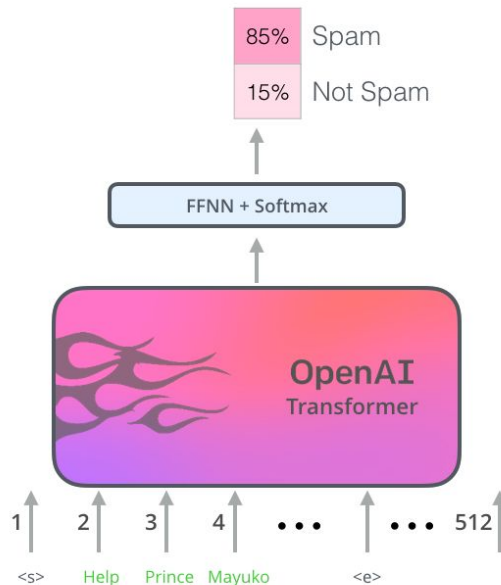 85% Spam
15% Not Spam
FFNN + Softmax
OpenAI
Transformer
1 2 3 4 ● ● ● ● ● ● 512
<s> Help Prince Mayuko <e>